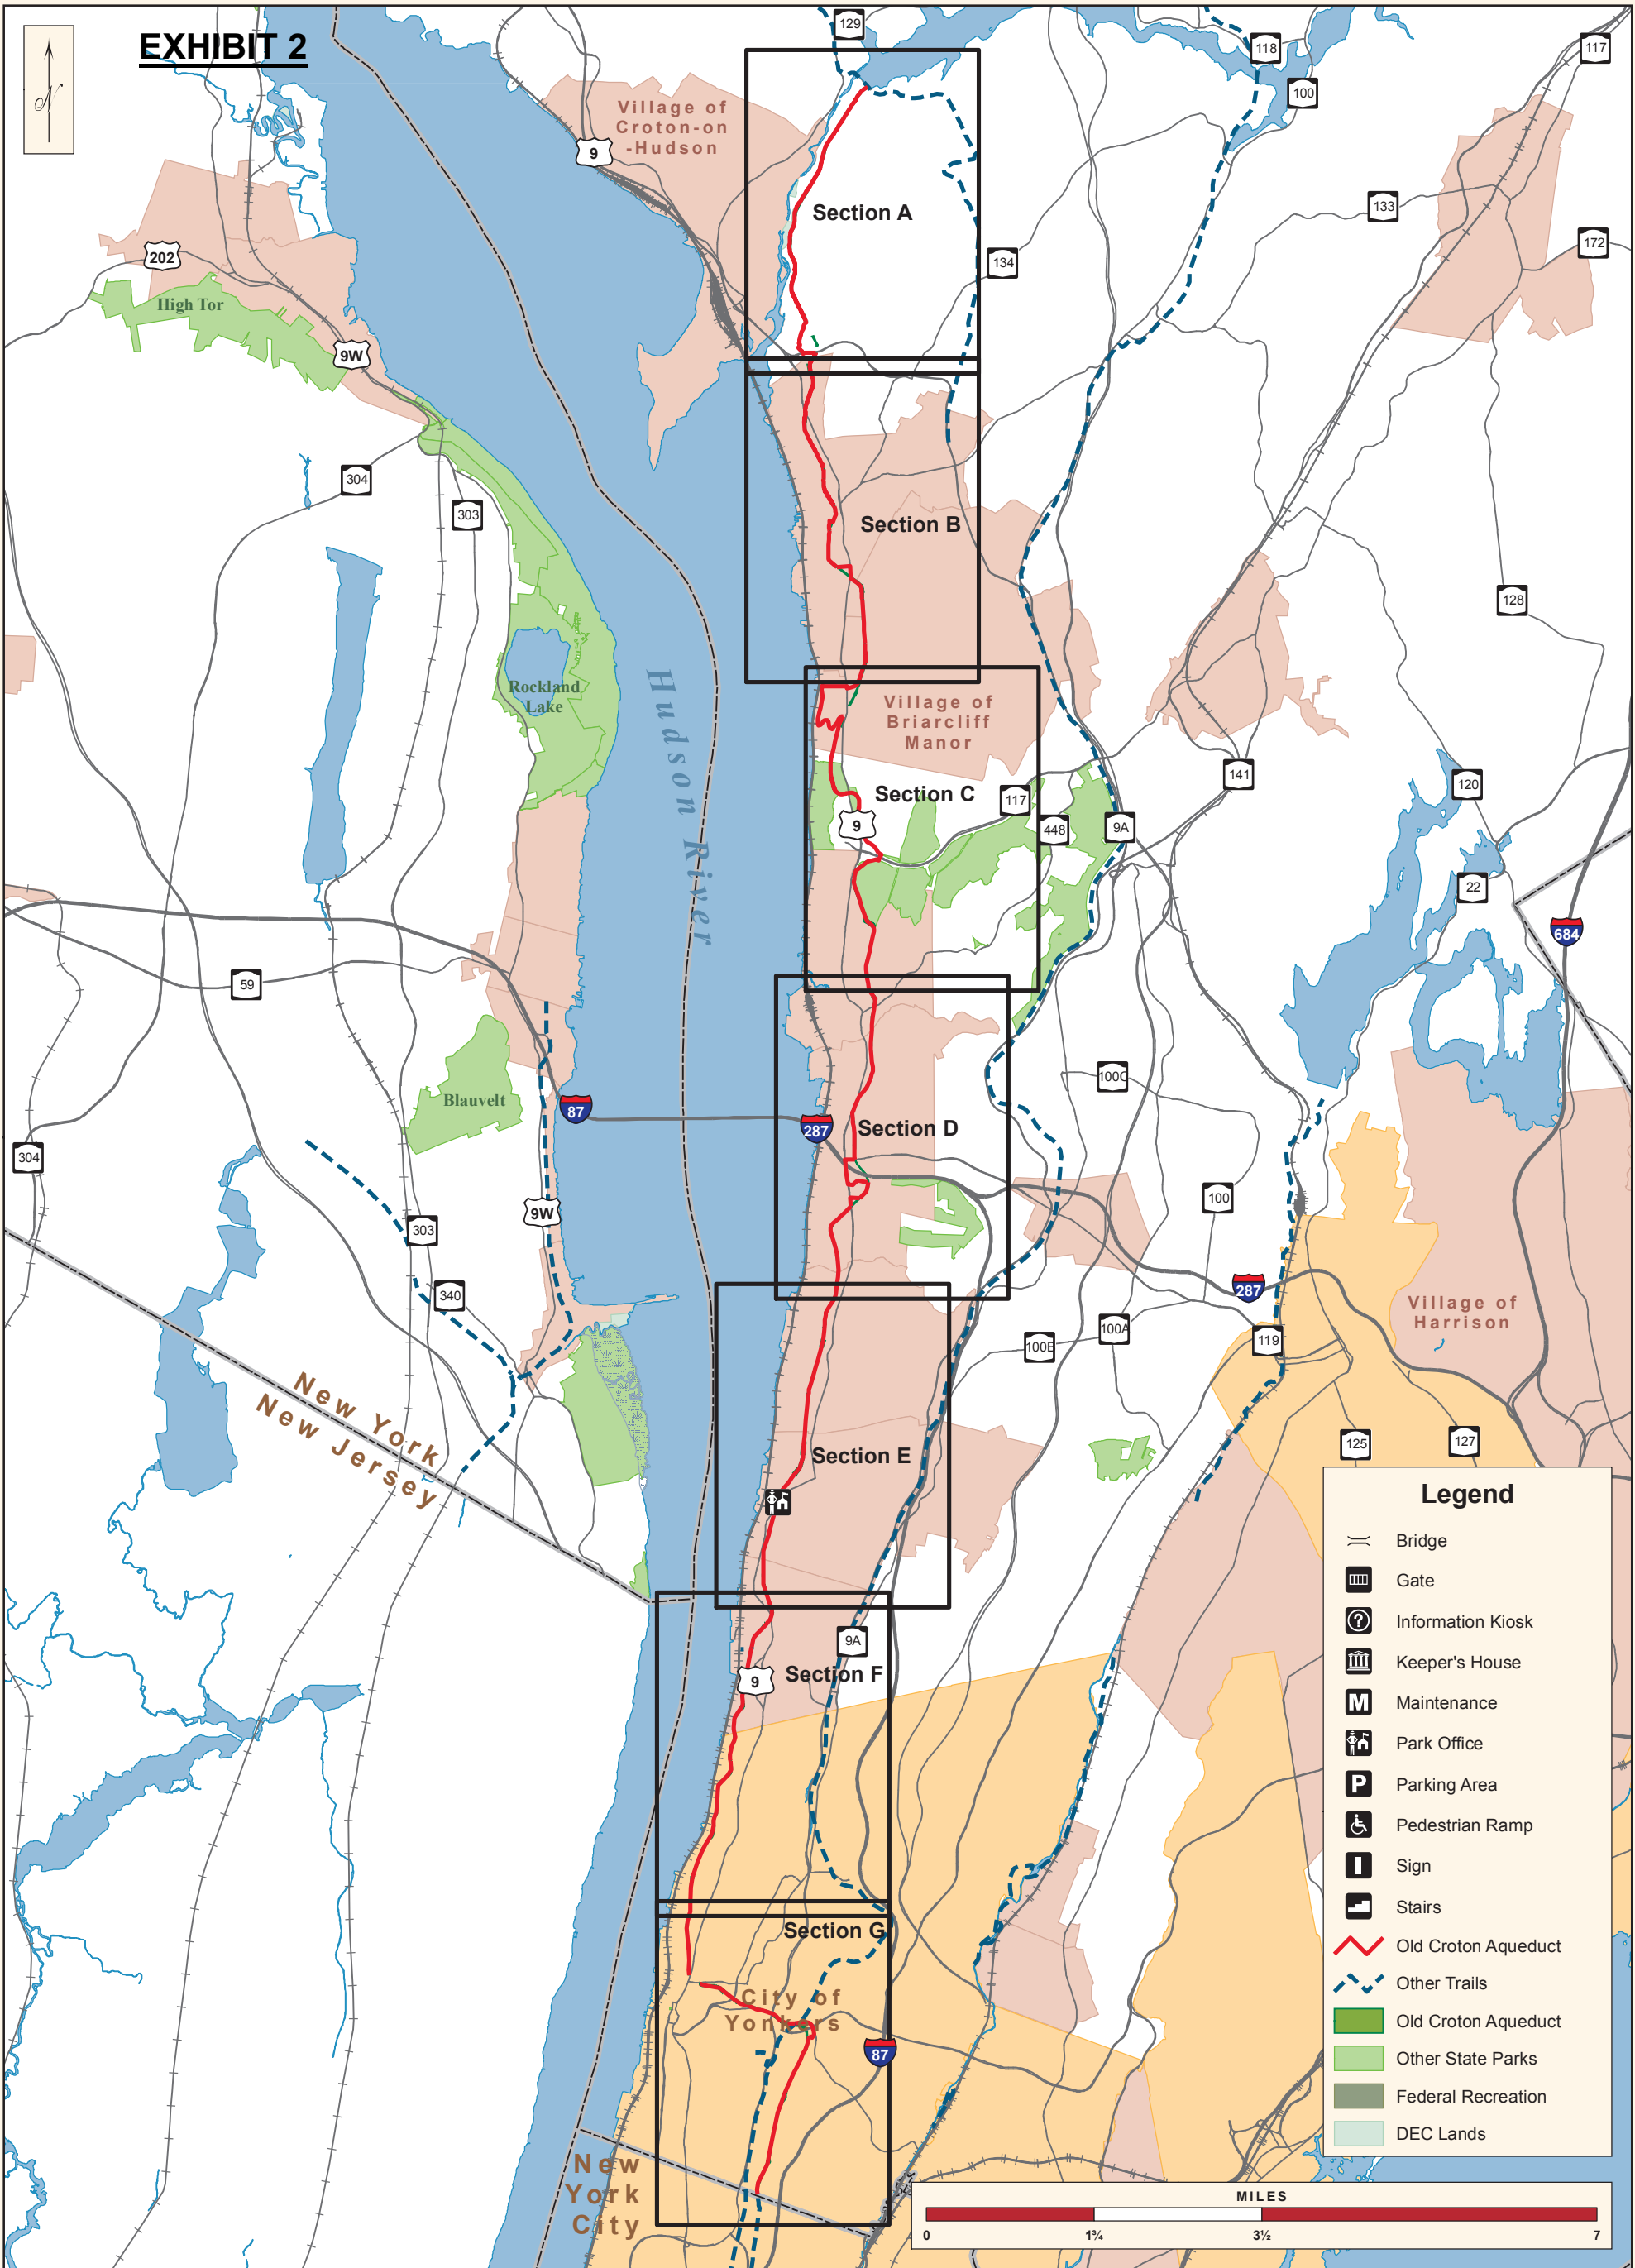 EXHIBIT 2
N
129
118
117
100
Village of
Croton-on
-Hudson
9
Section A
133
172
134
202
High Tor
9W
304
303
Section B
128
Rockland
Lake
Hudson River
Village of
Briarcliff
Manor
Section C
117
141
120
9
448
9A
22
684
59
Blauvelt
87
287
Section D
100C
304
303
9W
100
340
287
Village of
Harrison
119
100A
100B
New York
New Jersey
Section E
125
127
9A
Section F
9
Section G
City of
Yonkers
87
New
York
City
Legend
Bridge
Gate
? Information Kiosk
Keeper's House
M Maintenance
Park Office
P Parking Area
Pedestrian Ramp
Sign
Stairs
Old Croton Aqueduct
Other Trails
Old Croton Aqueduct
Other State Parks
Federal Recreation
DEC Lands
MILES
0 1¾ 3½ 7